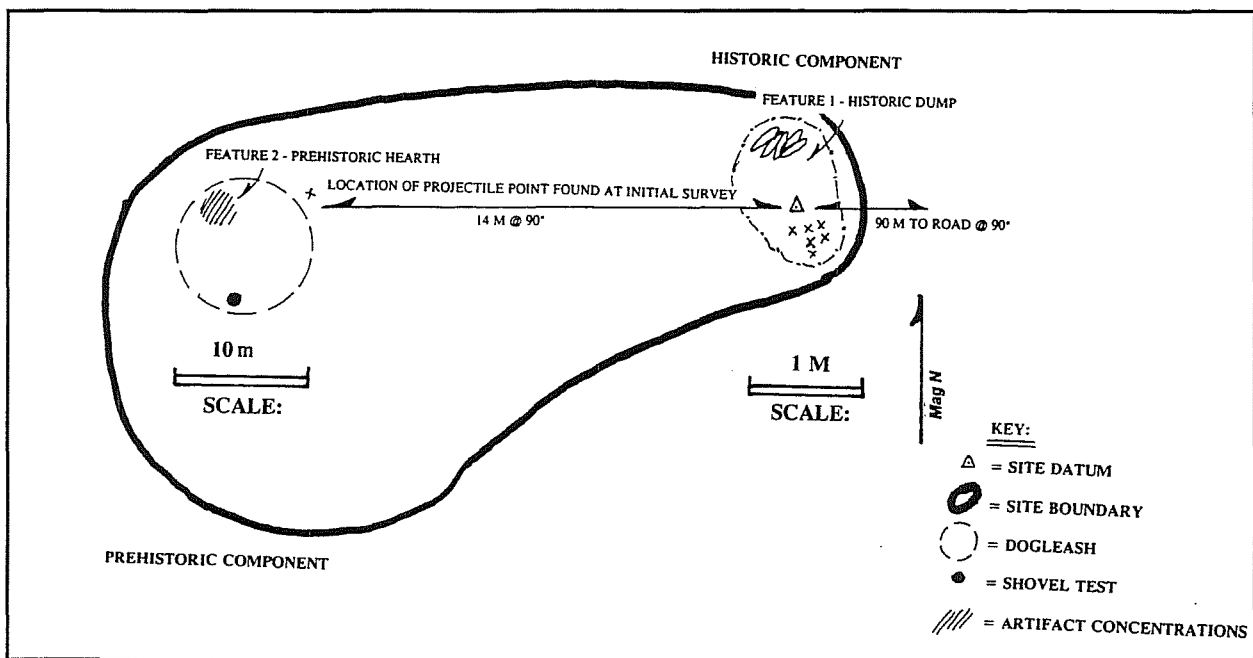 HISTORIC COMPONENT
FEATURE 1 - HISTORIC DUMP
FEATURE 2 - PREHISTORIC HEARTH
LOCATION OF PROJECTILE POINT FOUND AT INITIAL SURVEY
14 M @ 90°
90 M TO ROAD @ 90°
10 m
SCALE:
1 M
SCALE:
Mag N
PREHISTORIC COMPONENT
KEY:
= SITE DATUM
= SITE BOUNDARY
= DOGLEASH
= SHOVEL TEST
= ARTIFACT CONCENTRATIONS